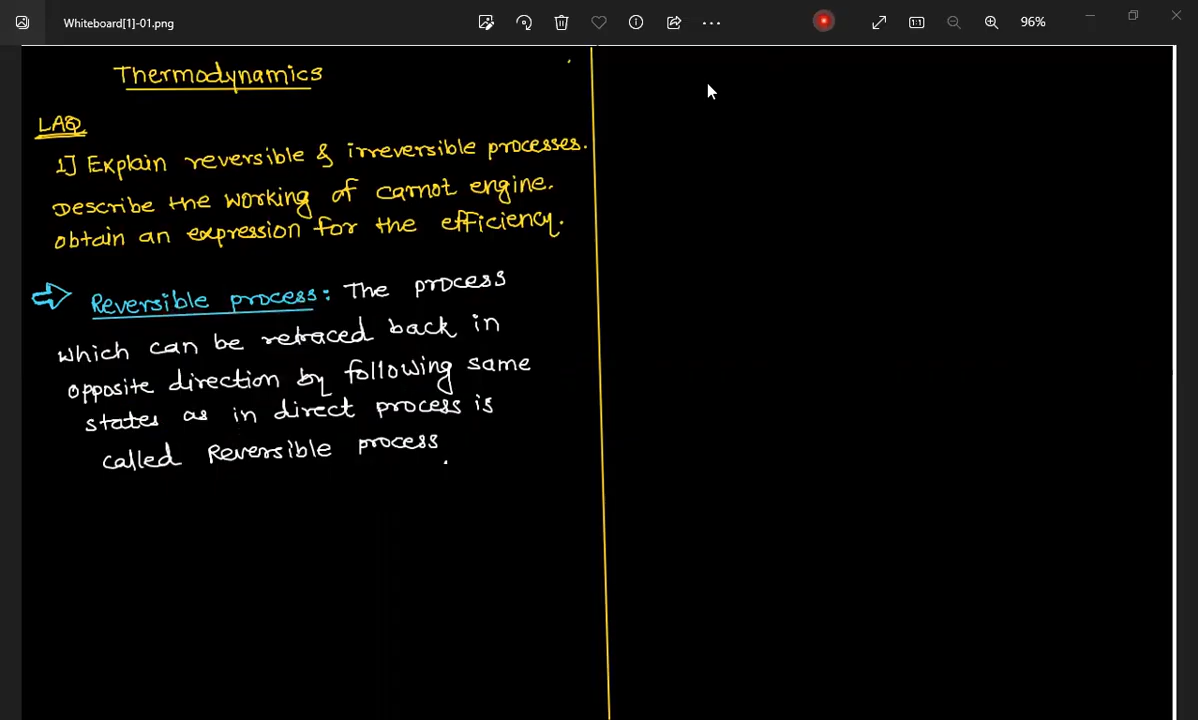 Whiteboard[1]-01.png
96%
Thermodynamics
LAQ
1] Explain reversible & irreversible processes.
Describe the working of carnot engine.
obtain an expression for the efficiency.
Reversible process: The process
which can be retraced back in
opposite direction by following same
states as in direct process is
called Reversible process.